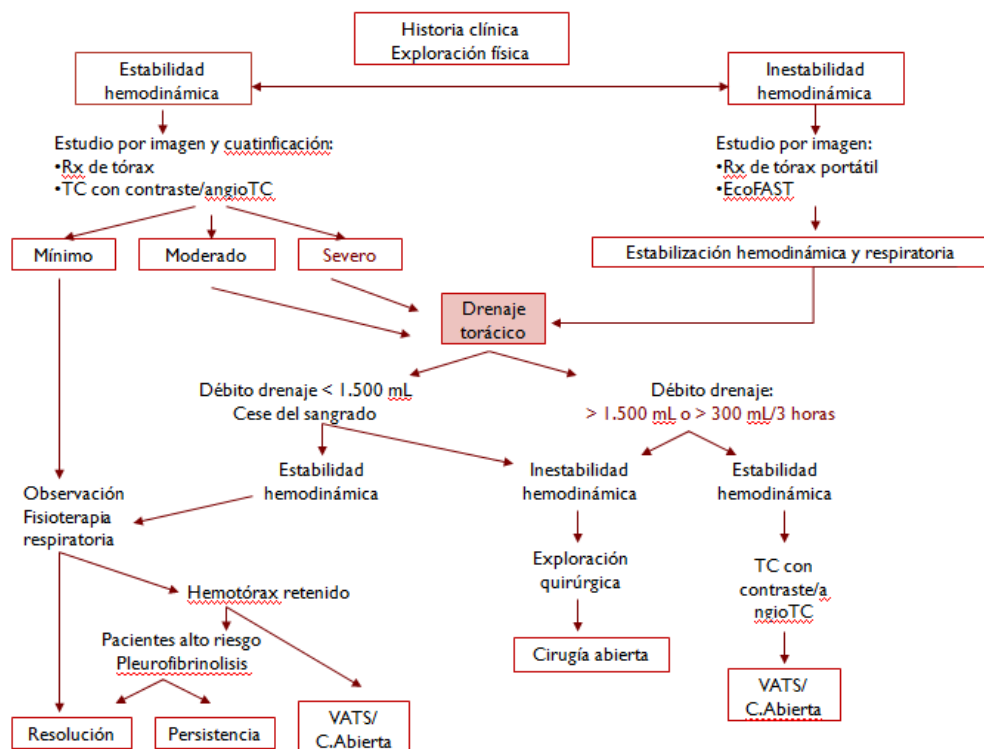 Historia clínica
Exploración física
Estabilidad
hemodinámica
Inestabilidad
hemodinámica
Estudio por imagen y cuatinficación:
•Rx de tórax
•TC con contraste/angioTC
Estudio por imagen:
•Rx de tórax portátil
•EcoFAST
Mínimo
Moderado
Severo
Estabilización hemodinámica y respiratoria
Drenaje
torácico
Débito drenaje < 1.500 mL
Cese del sangrado
Débito drenaje:
> 1.500 mL o > 300 mL/3 horas
Estabilidad
hemodinámica
Inestabilidad
hemodinámica
Estabilidad
hemodinámica
Observación
Fisioterapia
respiratoria
Exploración
quirúrgica
TC con
contraste/a
ngioTC
Hemotórax retenido
Pacientes alto riesgo
Pleurofibrinolisis
Cirugía abierta
Resolución
Persistencia
VATS/
C.Abierta
VATS/
C.Abierta